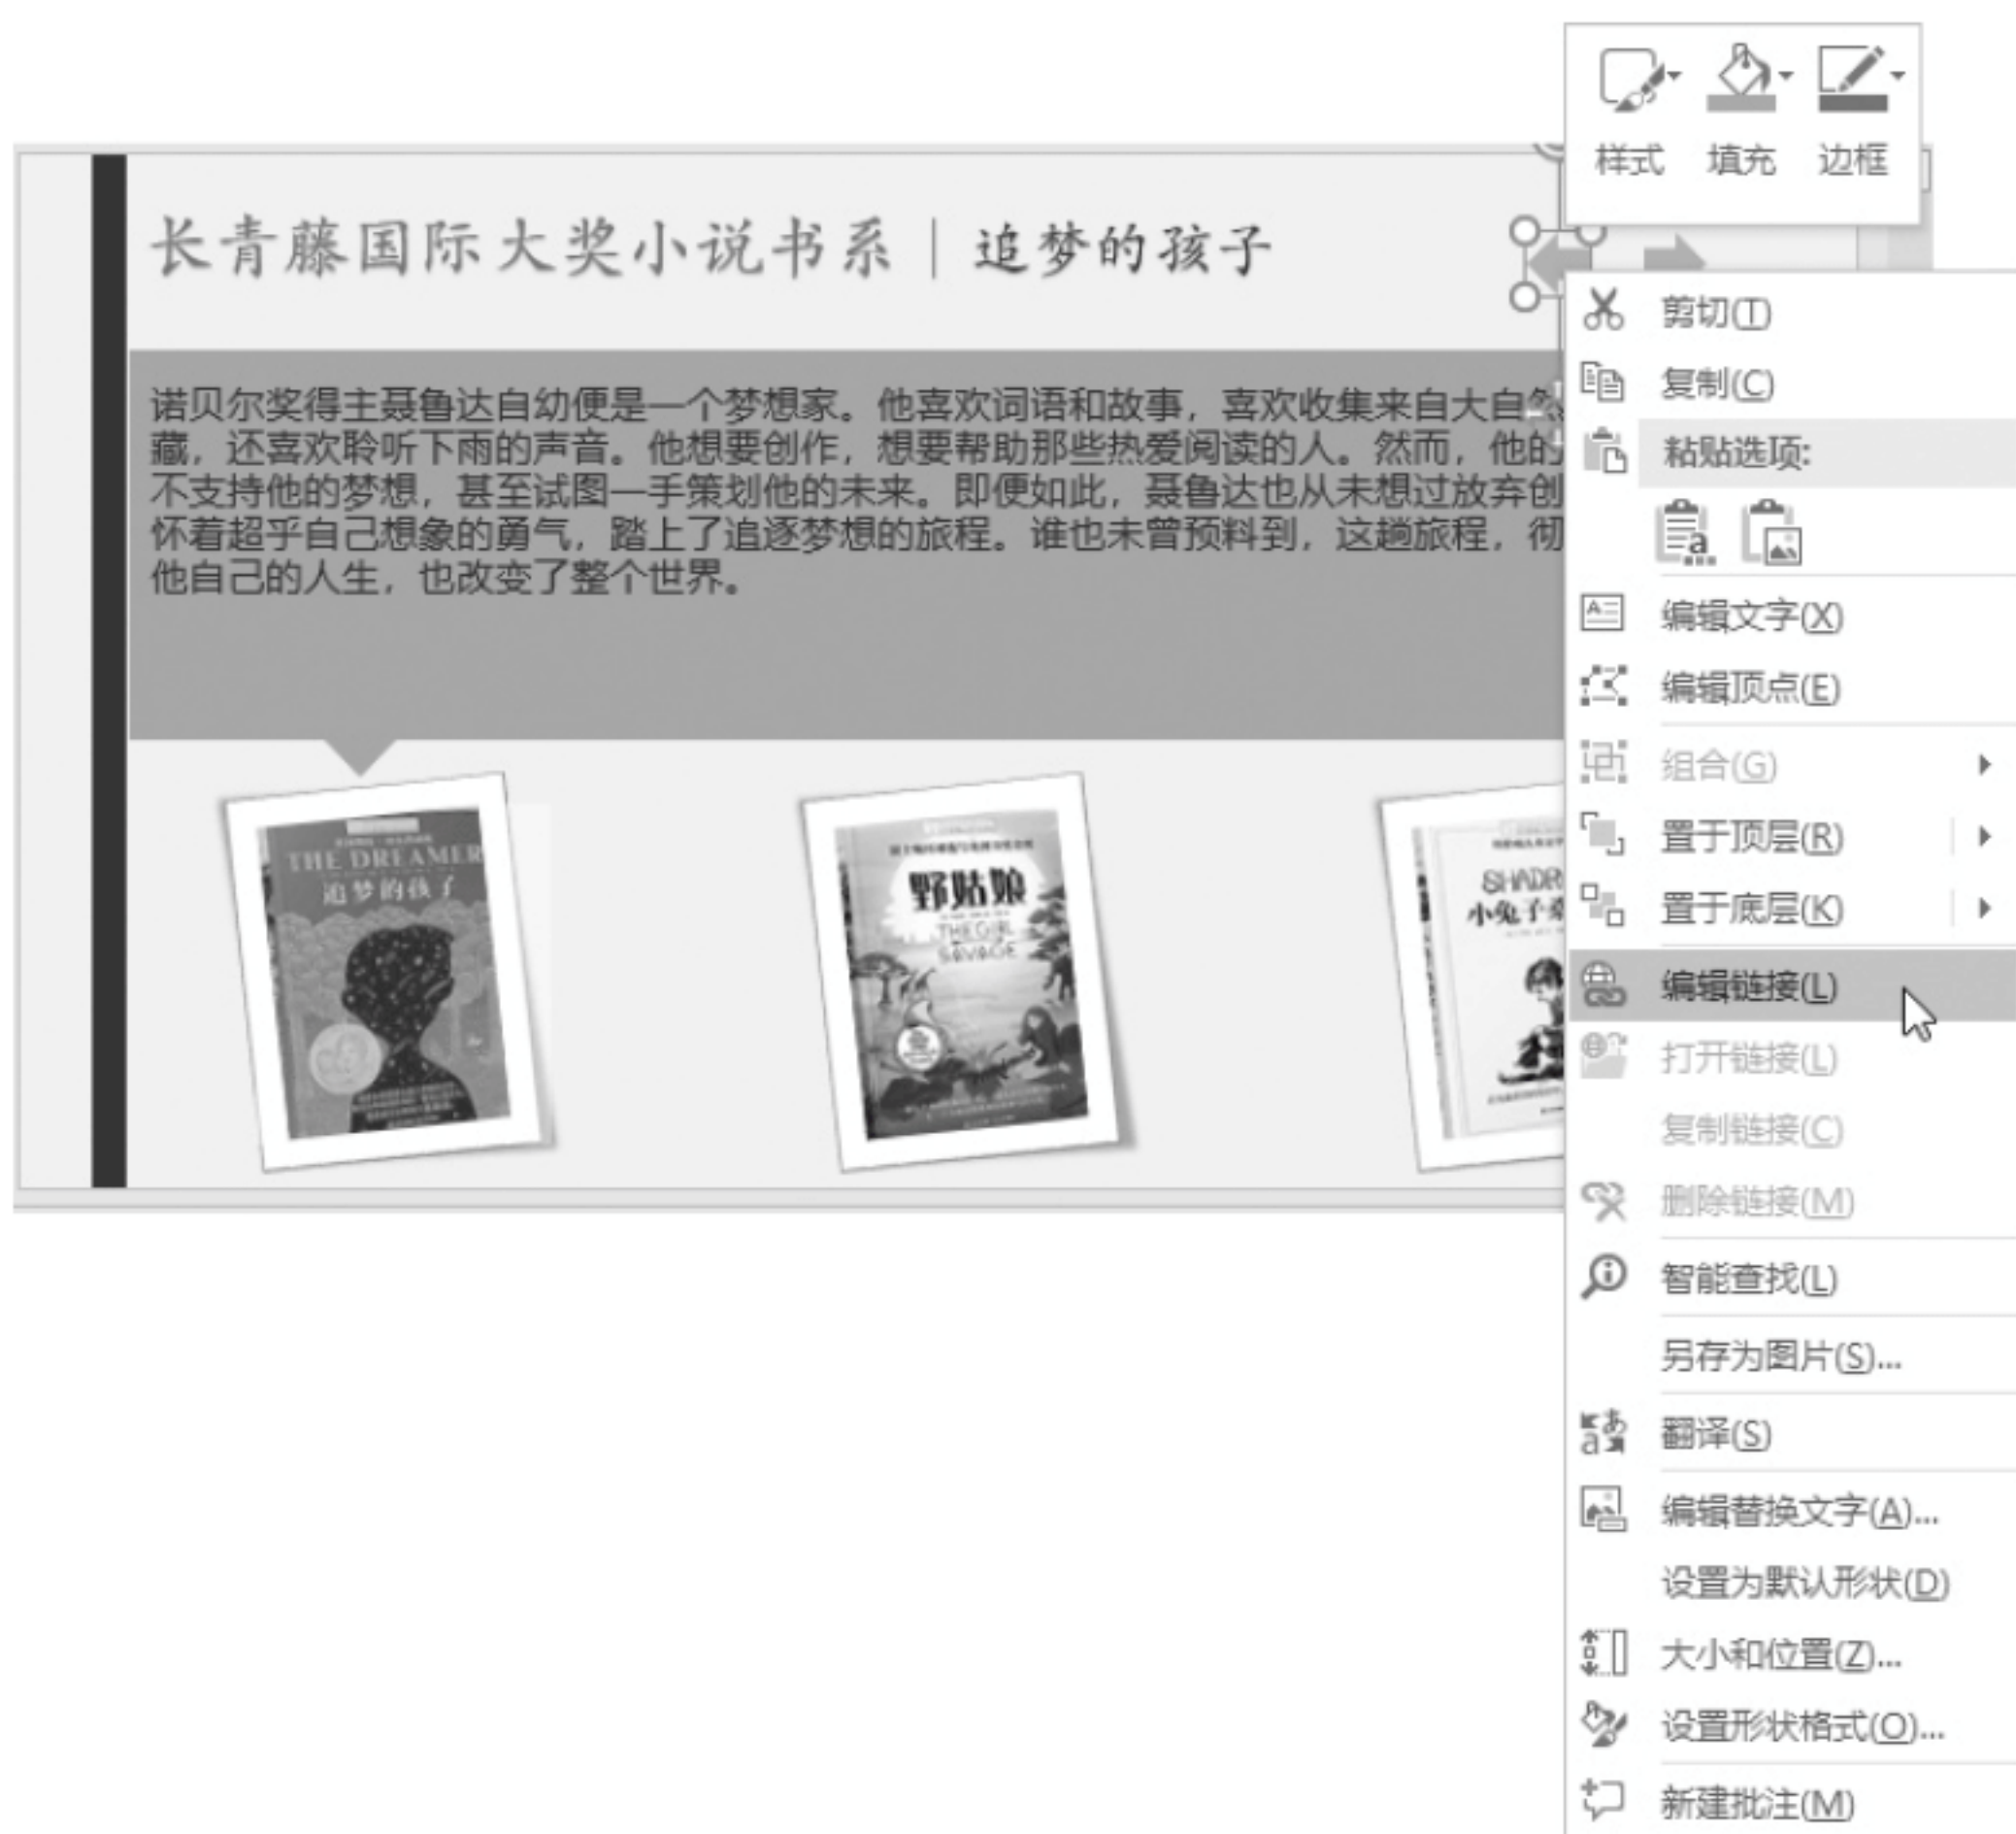 样式 填充 边框
长青藤国际大奖小说书系｜追梦的孩子
诺贝尔奖得主聂鲁达自幼便是一个梦想家。他喜欢词语和故事，喜欢收集来自大自然
藏，还喜欢聆听下雨的声音。他想要创作，想要帮助那些热爱阅读的人。然而，他的
不支持他的梦想，甚至试图一手策划他的未来。即便如此，聂鲁达也从未想过放弃创
怀着超乎自己想象的勇气，踏上了追逐梦想的旅程。谁也未曾预料到，这趟旅程，彻
他自己的人生，也改变了整个世界。
THE DREAMER
追梦的孩子
野姑娘
THE GIRL
SAVAGE
SHADR
小兔子
剪切(T)
复制(C)
粘贴选项:
编辑文字(X)
编辑顶点(E)
组合(G)
置于顶层(R)
置于底层(K)
编辑链接(L)
打开链接(L)
复制链接(C)
删除链接(M)
智能查找(L)
另存为图片(S)...
翻译(S)
编辑替换文字(A)...
设置为默认形状(D)
大小和位置(Z)...
设置形状格式(O)...
新建批注(M)